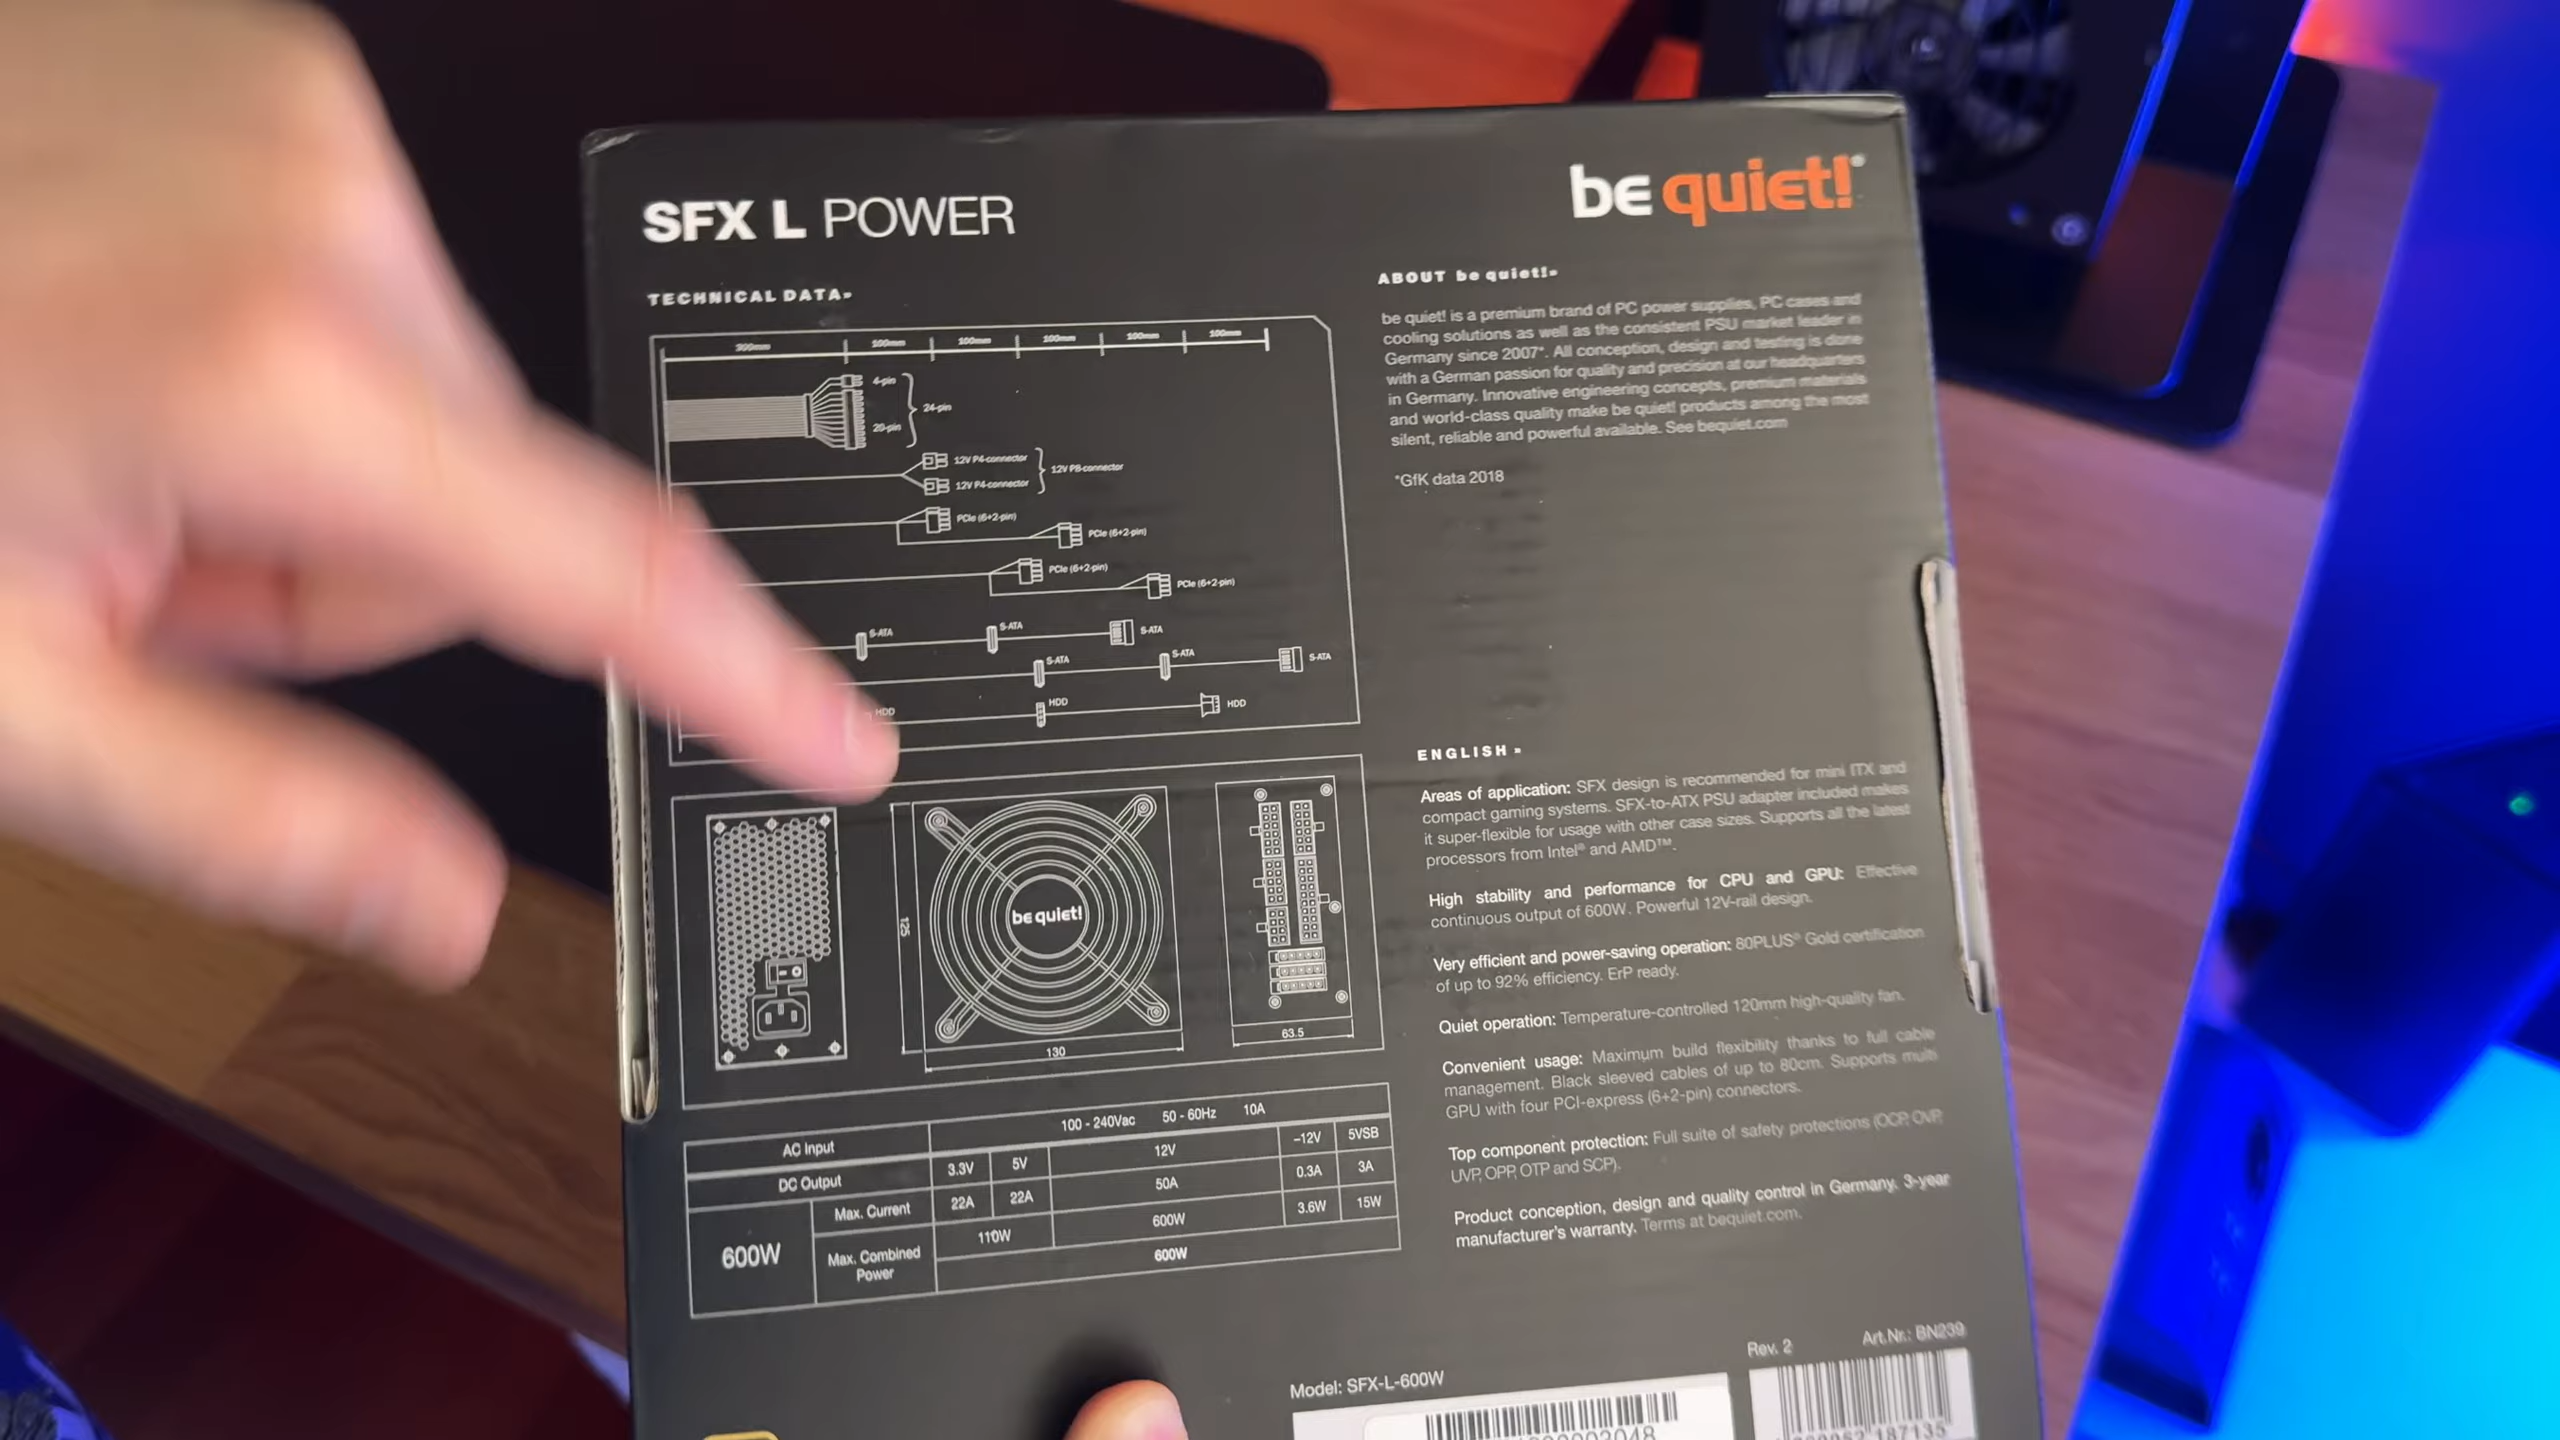 SFX L POWER
be quiet!®
TECHNICAL DATA»
100mm 100mm 100mm 100mm 100mm
4-pin
24-pin
20-pin
12V P4-connector
12V P8-connector
12V P4-connector
PCIe (6+2-pin)
PCIe (6+2-pin)
PCIe (6+2-pin)
PCIe (6+2-pin)
S-ATA S-ATA S-ATA
S-ATA S-ATA S-ATA
HDD HDD HDD
be quiet!
125
130
63.5
AC Input 100 - 240Vac 50 - 60Hz 10A
DC Output 3.3V 5V 12V –12V 5VSB
600W Max. Current 22A 22A 50A 0.3A 3A
Max. Combined Power 110W 600W 3.6W 15W
600W
ABOUT be quiet!»
be quiet! is a premium brand of PC power supplies, PC cases and
cooling solutions as well as the consistent PSU market leader in
Germany since 2007*. All conception, design and testing is done
with a German passion for quality and precision at our headquarters
in Germany. Innovative engineering concepts, premium materials
and world-class quality make be quiet! products among the most
silent, reliable and powerful available. See bequiet.com
*GfK data 2018
ENGLISH »
Areas of application: SFX design is recommended for mini ITX and
compact gaming systems. SFX-to-ATX PSU adapter included makes
it super-flexible for usage with other case sizes. Supports all the latest
processors from Intel® and AMD™.
High stability and performance for CPU and GPU: Effective
continuous output of 600W. Powerful 12V-rail design.
Very efficient and power-saving operation: 80PLUS® Gold certification
of up to 92% efficiency. ErP ready.
Quiet operation: Temperature-controlled 120mm high-quality fan.
Convenient usage: Maximum build flexibility thanks to full cable
management. Black sleeved cables of up to 80cm. Supports multi
GPU with four PCI-express (6+2-pin) connectors.
Top component protection: Full suite of safety protections (OCP, OVP,
UVP, OPP, OTP and SCP).
Product conception, design and quality control in Germany. 3-year
manufacturer's warranty. Terms at bequiet.com.
Rev. 2 Art.Nr.: BN239
Model: SFX-L-600W
187135